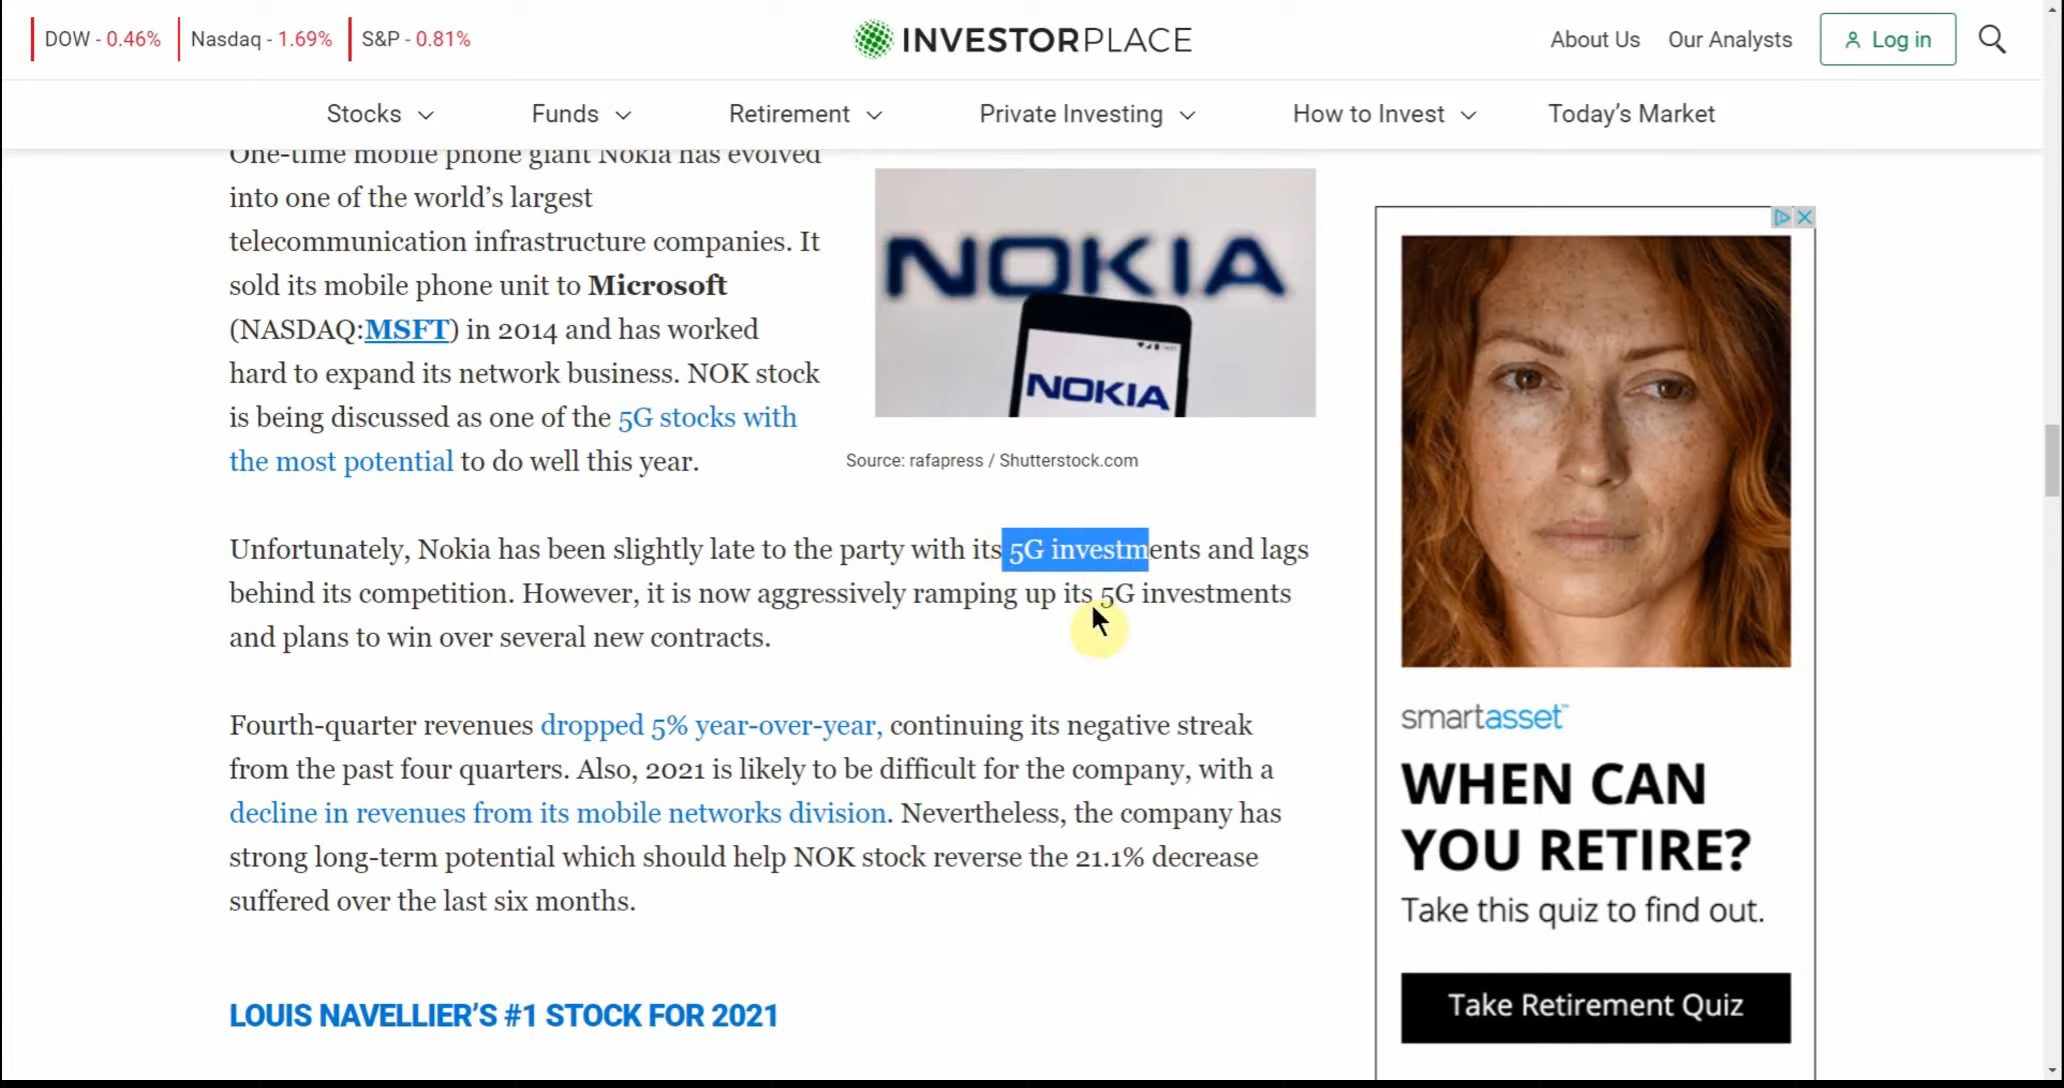 DOW - 0.46% Nasdaq - 1.69% S&P - 0.81%
INVESTORPLACE
About Us Our Analysts Log in
Stocks Funds Retirement Private Investing How to Invest Today's Market
One-time mobile phone giant Nokia has evolved
into one of the world's largest
telecommunication infrastructure companies. It
sold its mobile phone unit to Microsoft
(NASDAQ:MSFT) in 2014 and has worked
hard to expand its network business. NOK stock
is being discussed as one of the 5G stocks with
the most potential to do well this year.
NOKIA
NOKIA
Source: rafapress / Shutterstock.com
Unfortunately, Nokia has been slightly late to the party with its 5G investments and lags
behind its competition. However, it is now aggressively ramping up its 5G investments
and plans to win over several new contracts.
Fourth-quarter revenues dropped 5% year-over-year, continuing its negative streak
from the past four quarters. Also, 2021 is likely to be difficult for the company, with a
decline in revenues from its mobile networks division. Nevertheless, the company has
strong long-term potential which should help NOK stock reverse the 21.1% decrease
suffered over the last six months.
LOUIS NAVELLIER'S #1 STOCK FOR 2021
smartasset™
WHEN CAN
YOU RETIRE?
Take this quiz to find out.
Take Retirement Quiz